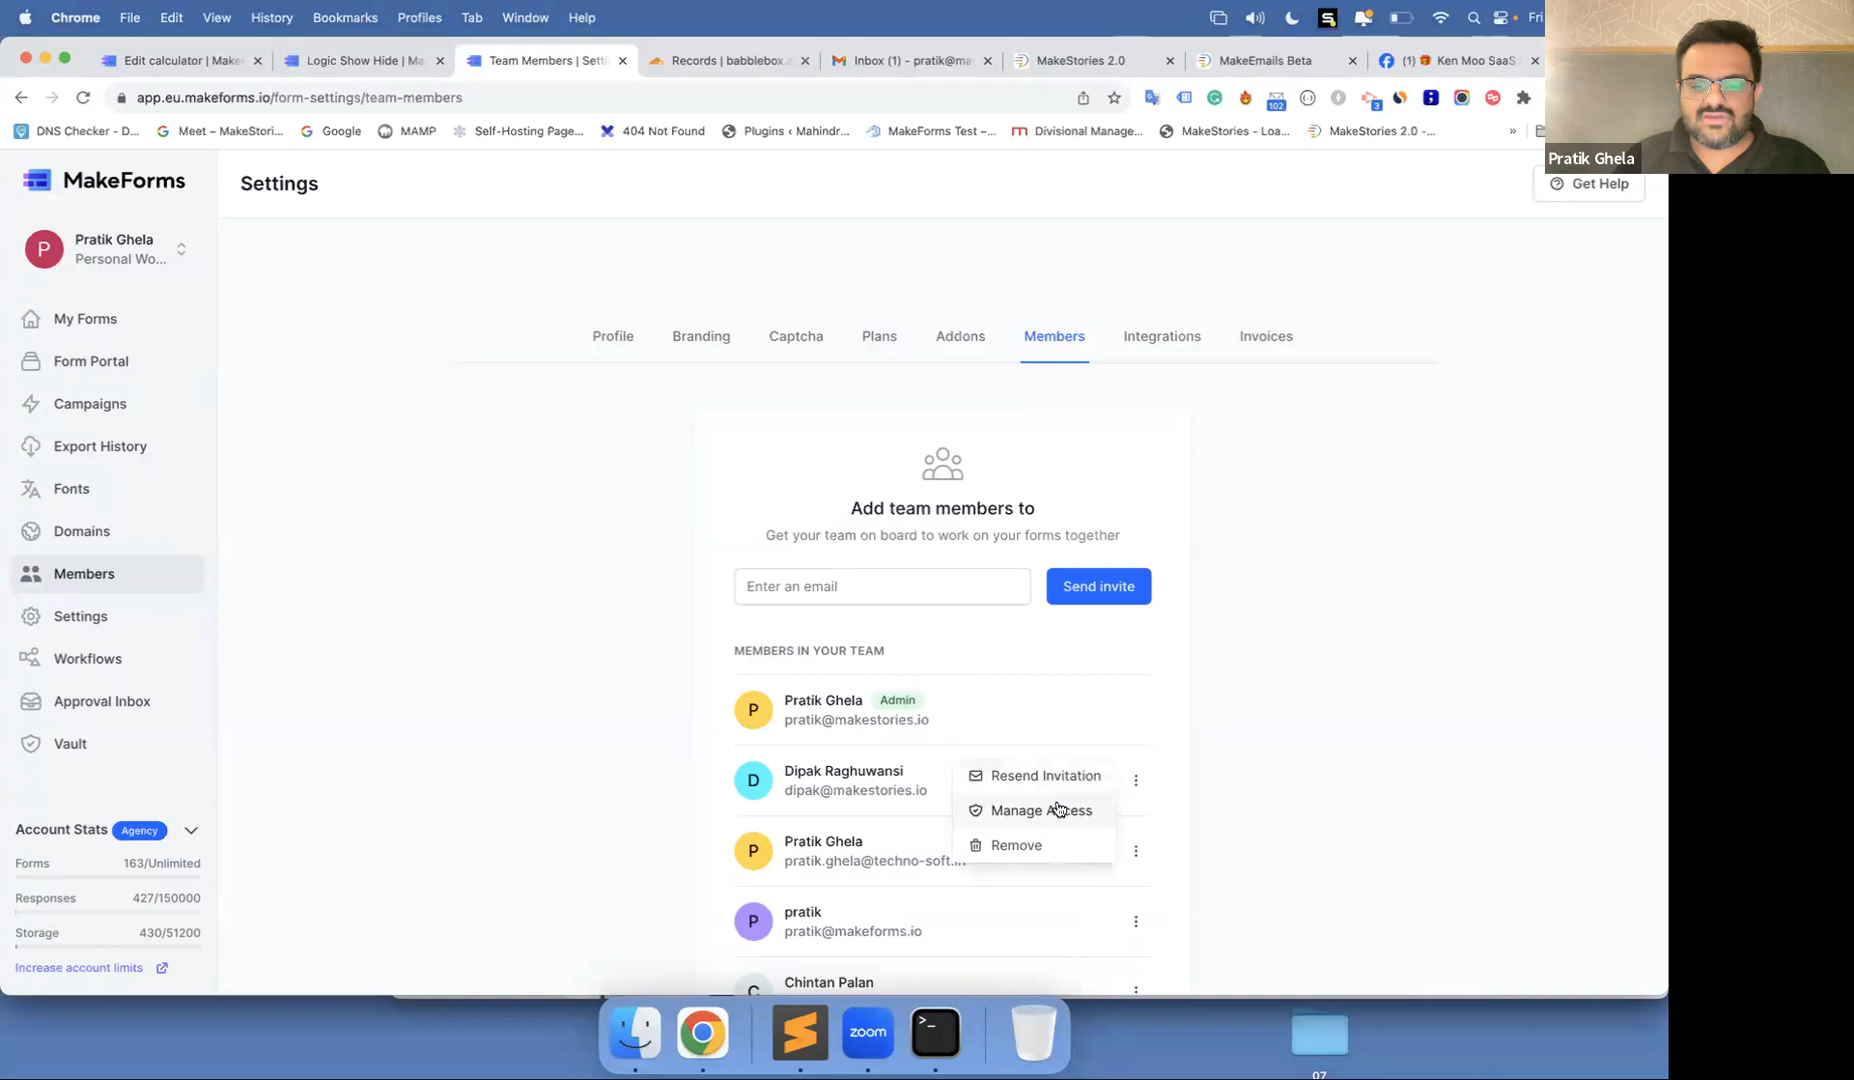 Chrome File Edit View History Bookmarks Profiles Tab Window Help Fri
Edit calculator | Make
Logic Show Hide | Ma
Team Members | Sett
Records | babblebox.a
Inbox (1) - pratik@ma
MakeStories 2.0
MakeEmails Beta
(1) 🎁 Ken Moo SaaS
app.eu.makeforms.io/form-settings/team-members
102
3
DNS Checker - D...
Meet – MakeStori...
Google
MAMP
Self-Hosting Page...
404 Not Found
Plugins ‹ Mahindr...
MakeForms Test –...
Divisional Manage...
MakeStories - Loa...
MakeStories 2.0 -...
»
Pratik Ghela
MakeForms
Settings
Get Help
P
Pratik Ghela
Personal Wo...
My Forms
Form Portal
Campaigns
Export History
Fonts
Domains
Members
Settings
Workflows
Approval Inbox
Vault
Account Stats Agency
Forms 163/Unlimited
Responses 427/150000
Storage 430/51200
Increase account limits
Profile Branding Captcha Plans Addons Members Integrations Invoices
Add team members to
Get your team on board to work on your forms together
Enter an email
Send invite
MEMBERS IN YOUR TEAM
P
Pratik Ghela Admin
pratik@makestories.io
D
Dipak Raghuwansi
dipak@makestories.io
Resend Invitation
Manage Access
Remove
P
Pratik Ghela
pratik.ghela@techno-soft.in
P
pratik
pratik@makeforms.io
C
Chintan Palan
zoom
07